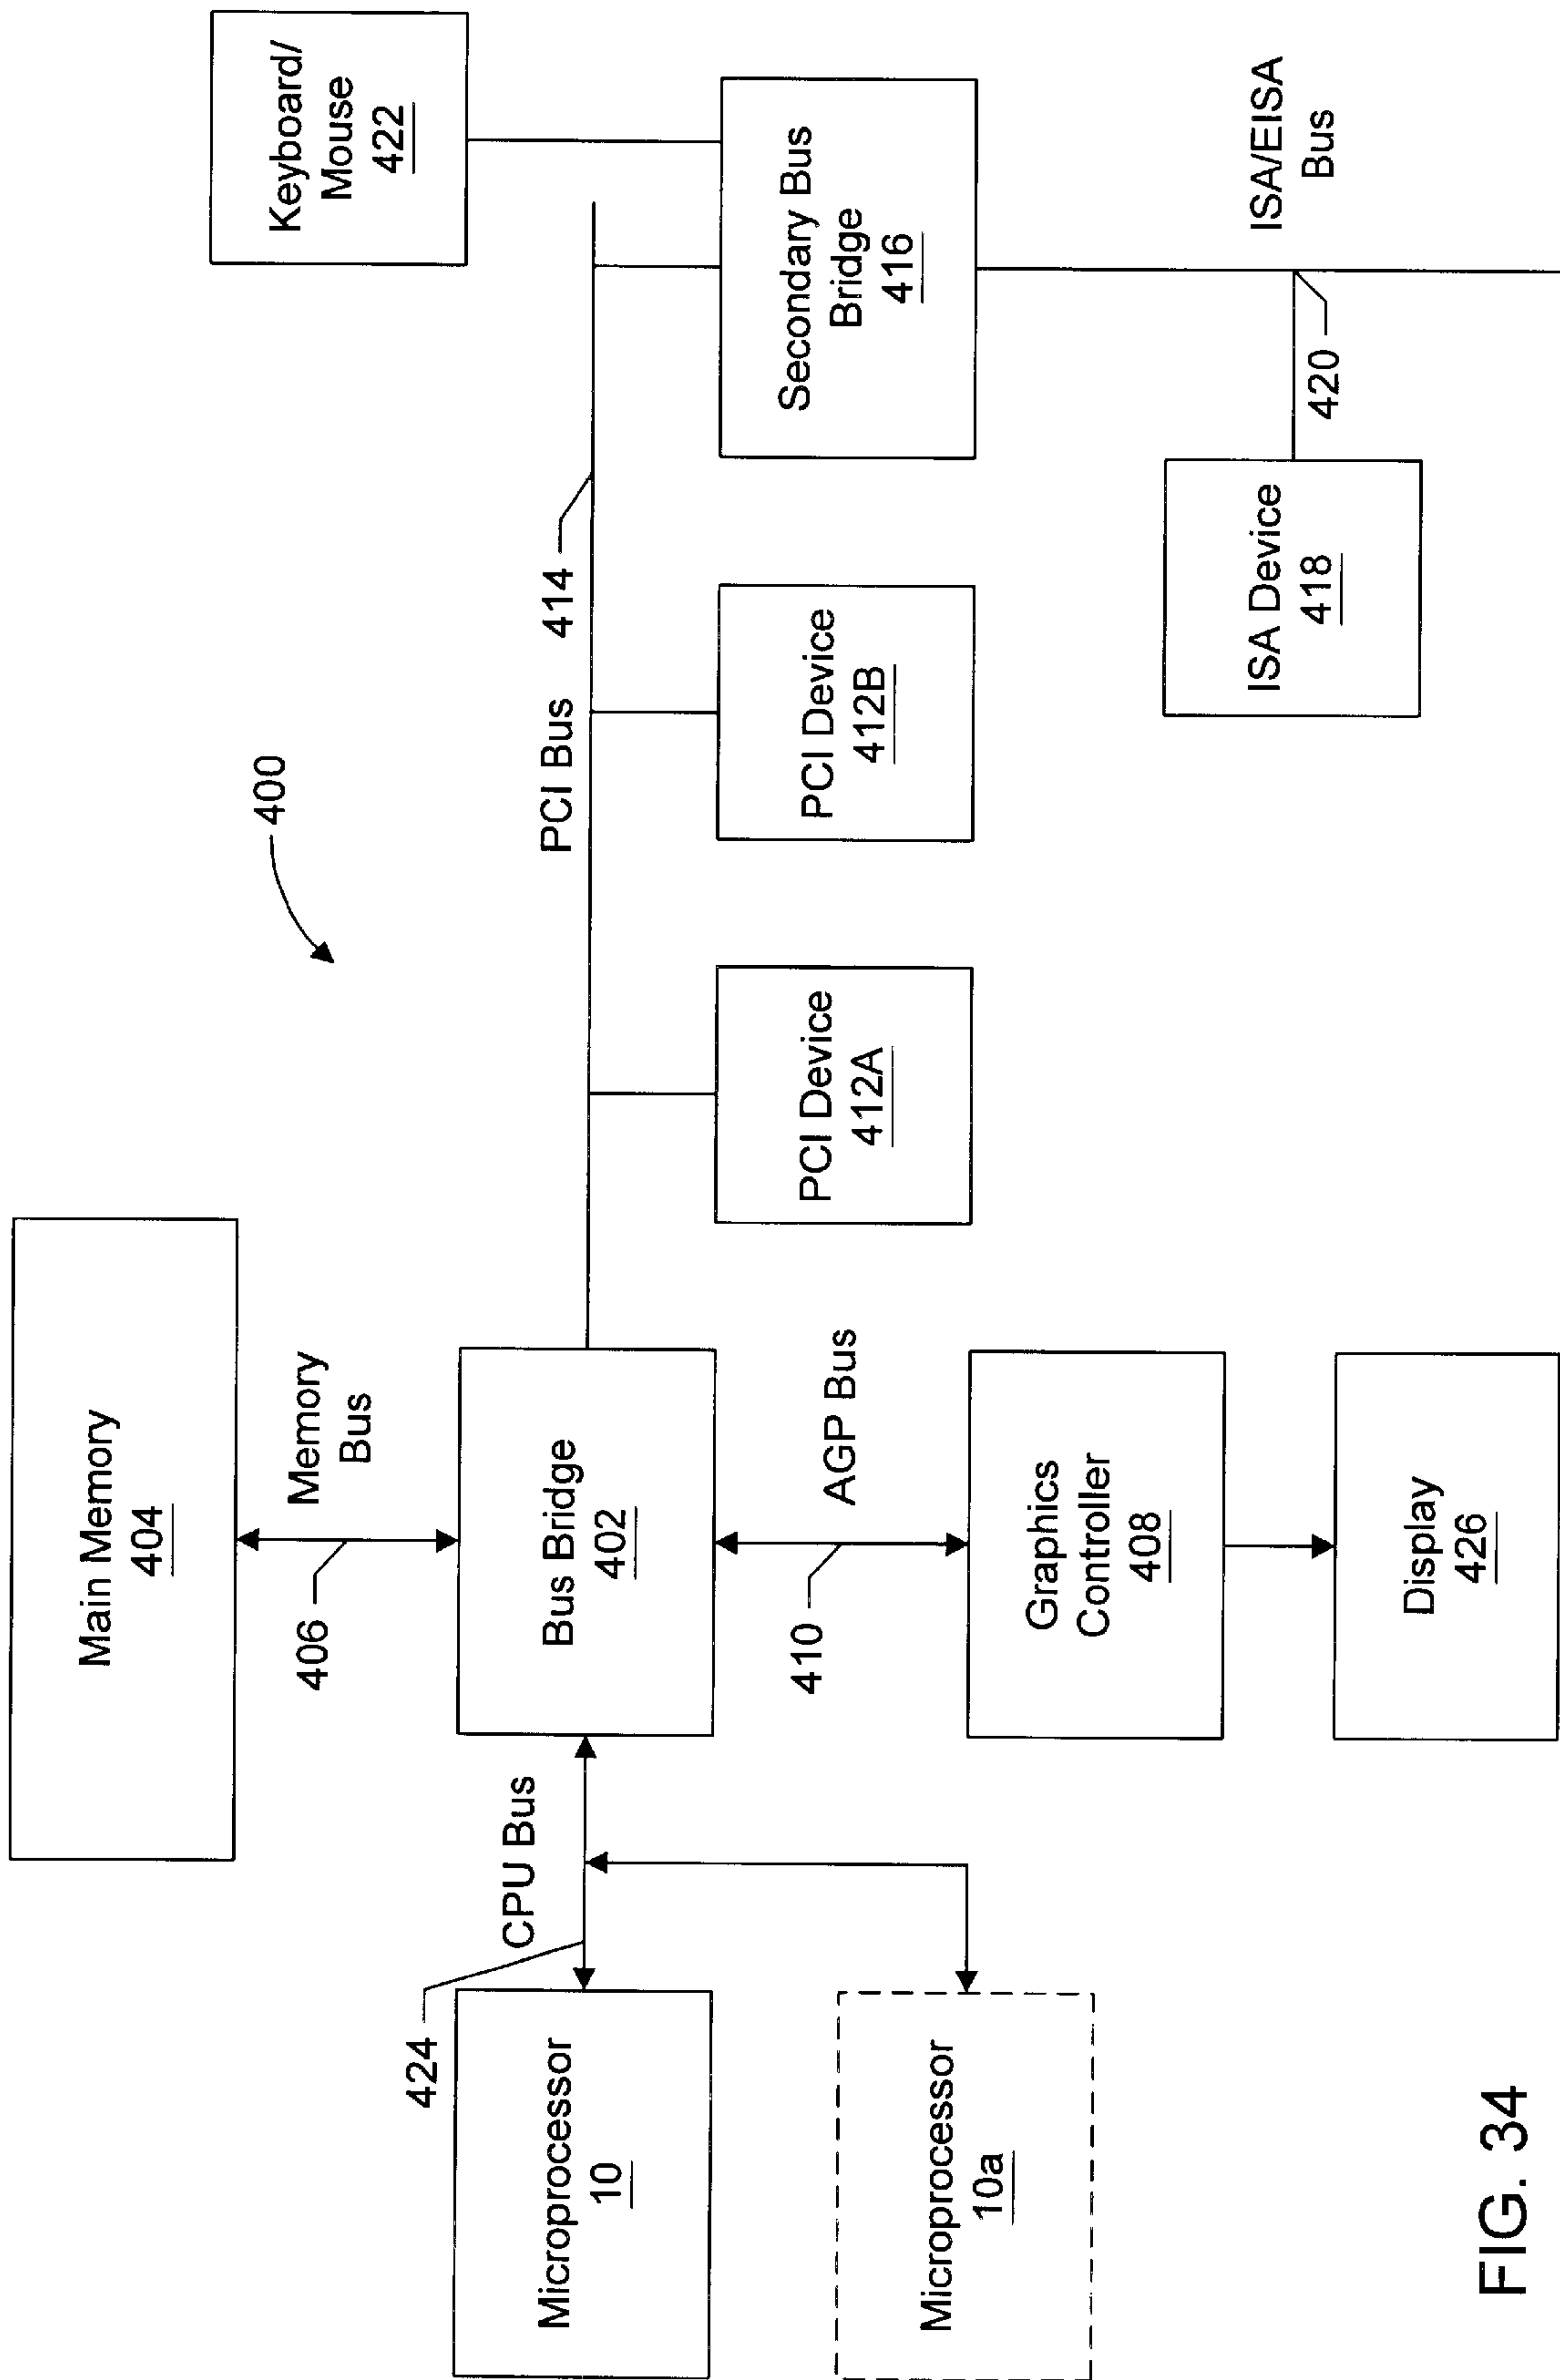 Main Memory
404
Memory
Bus
406
400
Keyboard/
Mouse
422
424
CPU Bus
PCI Bus
414
Microprocessor
10
Bus Bridge
402
PCI Device
412A
PCI Device
412B
Secondary Bus
Bridge
416
410
AGP Bus
Microprocessor
10a
Graphics
Controller
408
ISA Device
418
420
ISA/EISA
Bus
Display
426
FIG. 34